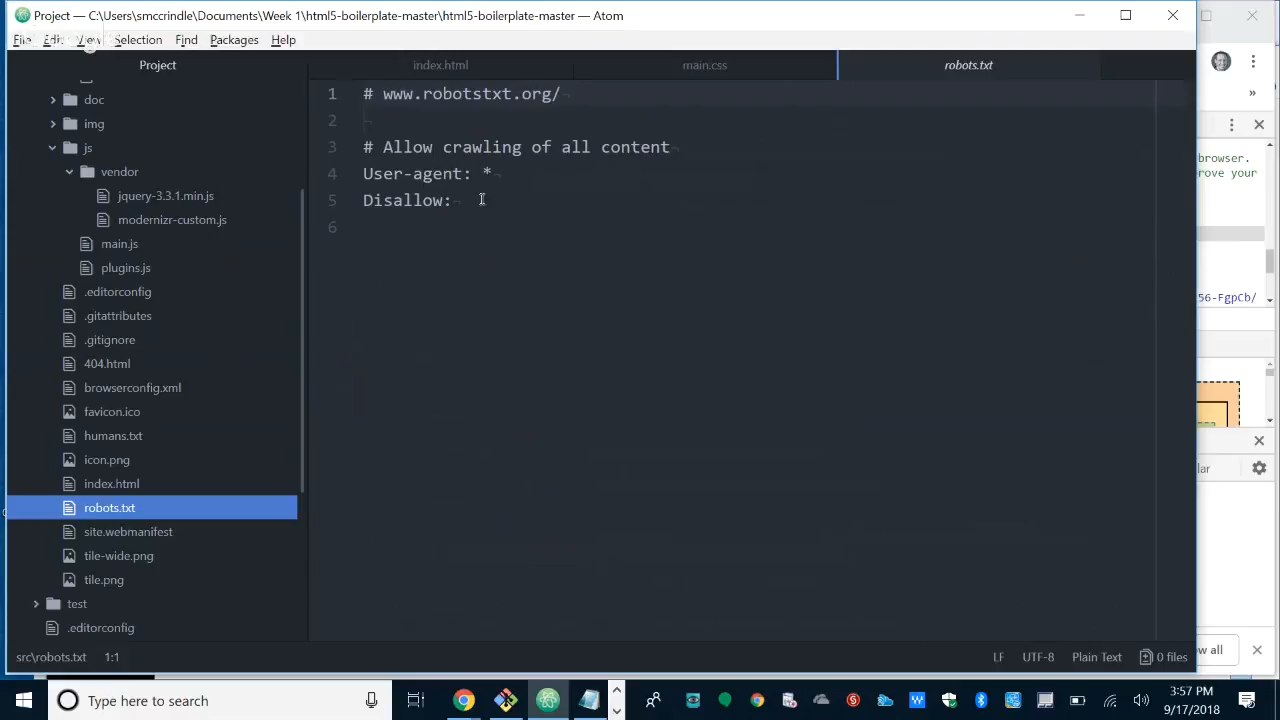 Project — C:\Users\smccrindle\Documents\Week 1\html5-boilerplate-master\html5-boilerplate-master — Atom
File Edit View Selection Find Packages Help
Project
index.html
main.css
robots.txt
doc
img
js
vendor
jquery-3.3.1.min.js
modernizr-custom.js
main.js
plugins.js
.editorconfig
.gitattributes
.gitignore
404.html
browserconfig.xml
favicon.ico
humans.txt
icon.png
index.html
robots.txt
site.webmanifest
tile-wide.png
tile.png
test
.editorconfig
1 # www.robotstxt.org/
2
3 # Allow crawling of all content
4 User-agent: *
5 Disallow:
6
browser.
rove your
56-FgpCb/
lar
w all
src\robots.txt 1:1
LF UTF-8 Plain Text 0 files
Type here to search
3:57 PM
9/17/2018